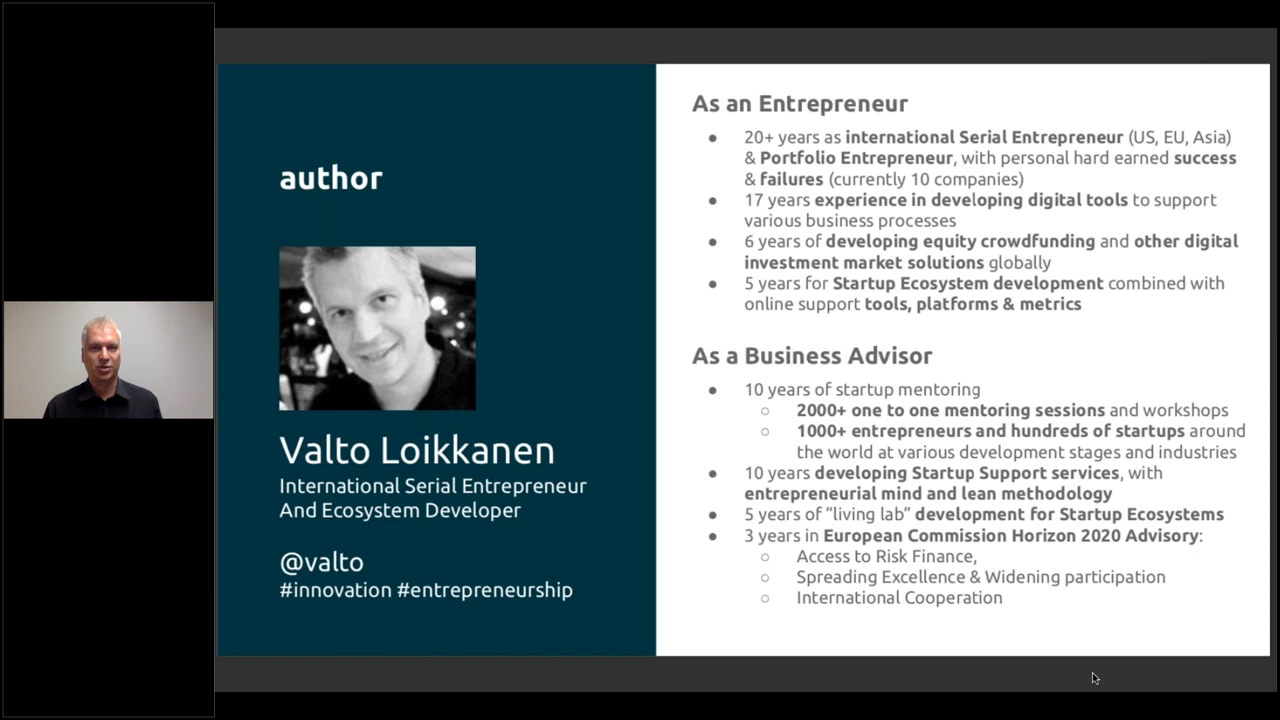 author
Valto Loikkanen
International Serial Entrepreneur
And Ecosystem Developer
@valto
#innovation #entrepreneurship
As an Entrepreneur
● 20+ years as international Serial Entrepreneur (US, EU, Asia)
& Portfolio Entrepreneur, with personal hard earned success
& failures (currently 10 companies)
● 17 years experience in developing digital tools to support
various business processes
● 6 years of developing equity crowdfunding and other digital
investment market solutions globally
● 5 years for Startup Ecosystem development combined with
online support tools, platforms & metrics
As a Business Advisor
● 10 years of startup mentoring
○ 2000+ one to one mentoring sessions and workshops
○ 1000+ entrepreneurs and hundreds of startups around
the world at various development stages and industries
● 10 years developing Startup Support services, with
entrepreneurial mind and lean methodology
● 5 years of “living lab” development for Startup Ecosystems
● 3 years in European Commission Horizon 2020 Advisory:
○ Access to Risk Finance,
○ Spreading Excellence & Widening participation
○ International Cooperation